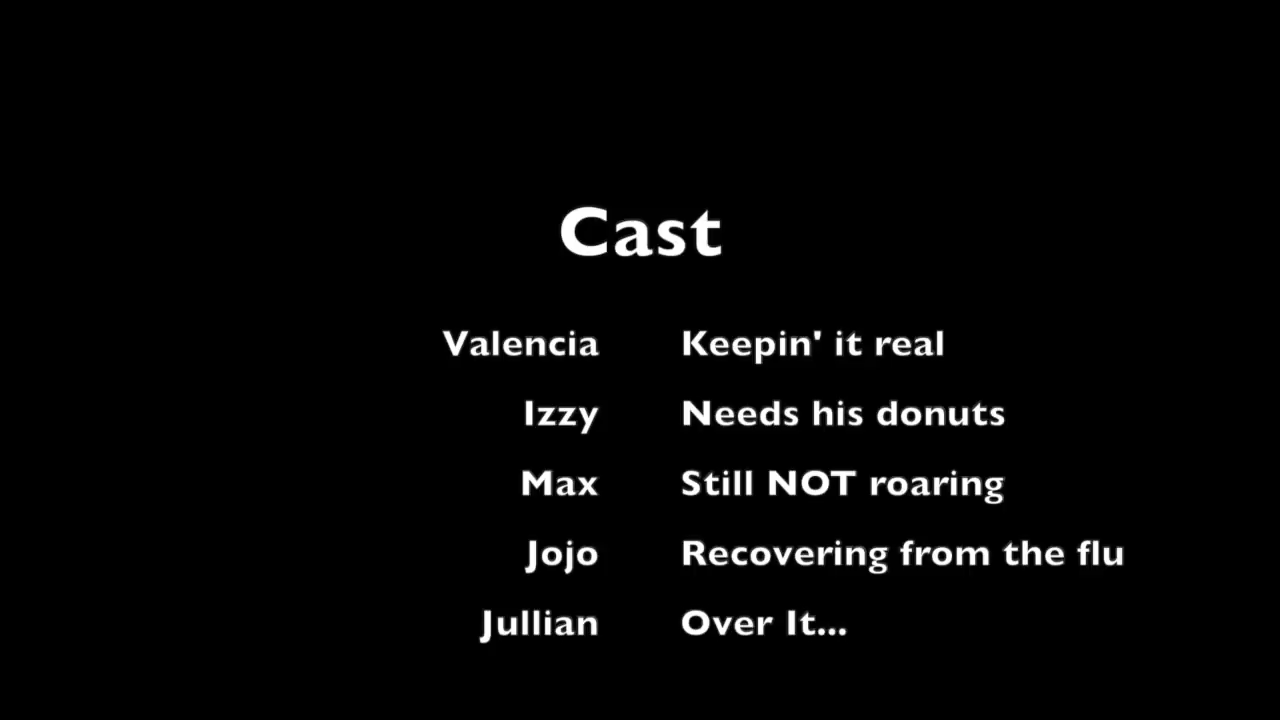 Cast
Valencia Keepin' it real
Izzy Needs his donuts
Max Still NOT roaring
Jojo Recovering from the flu
Jullian Over It...